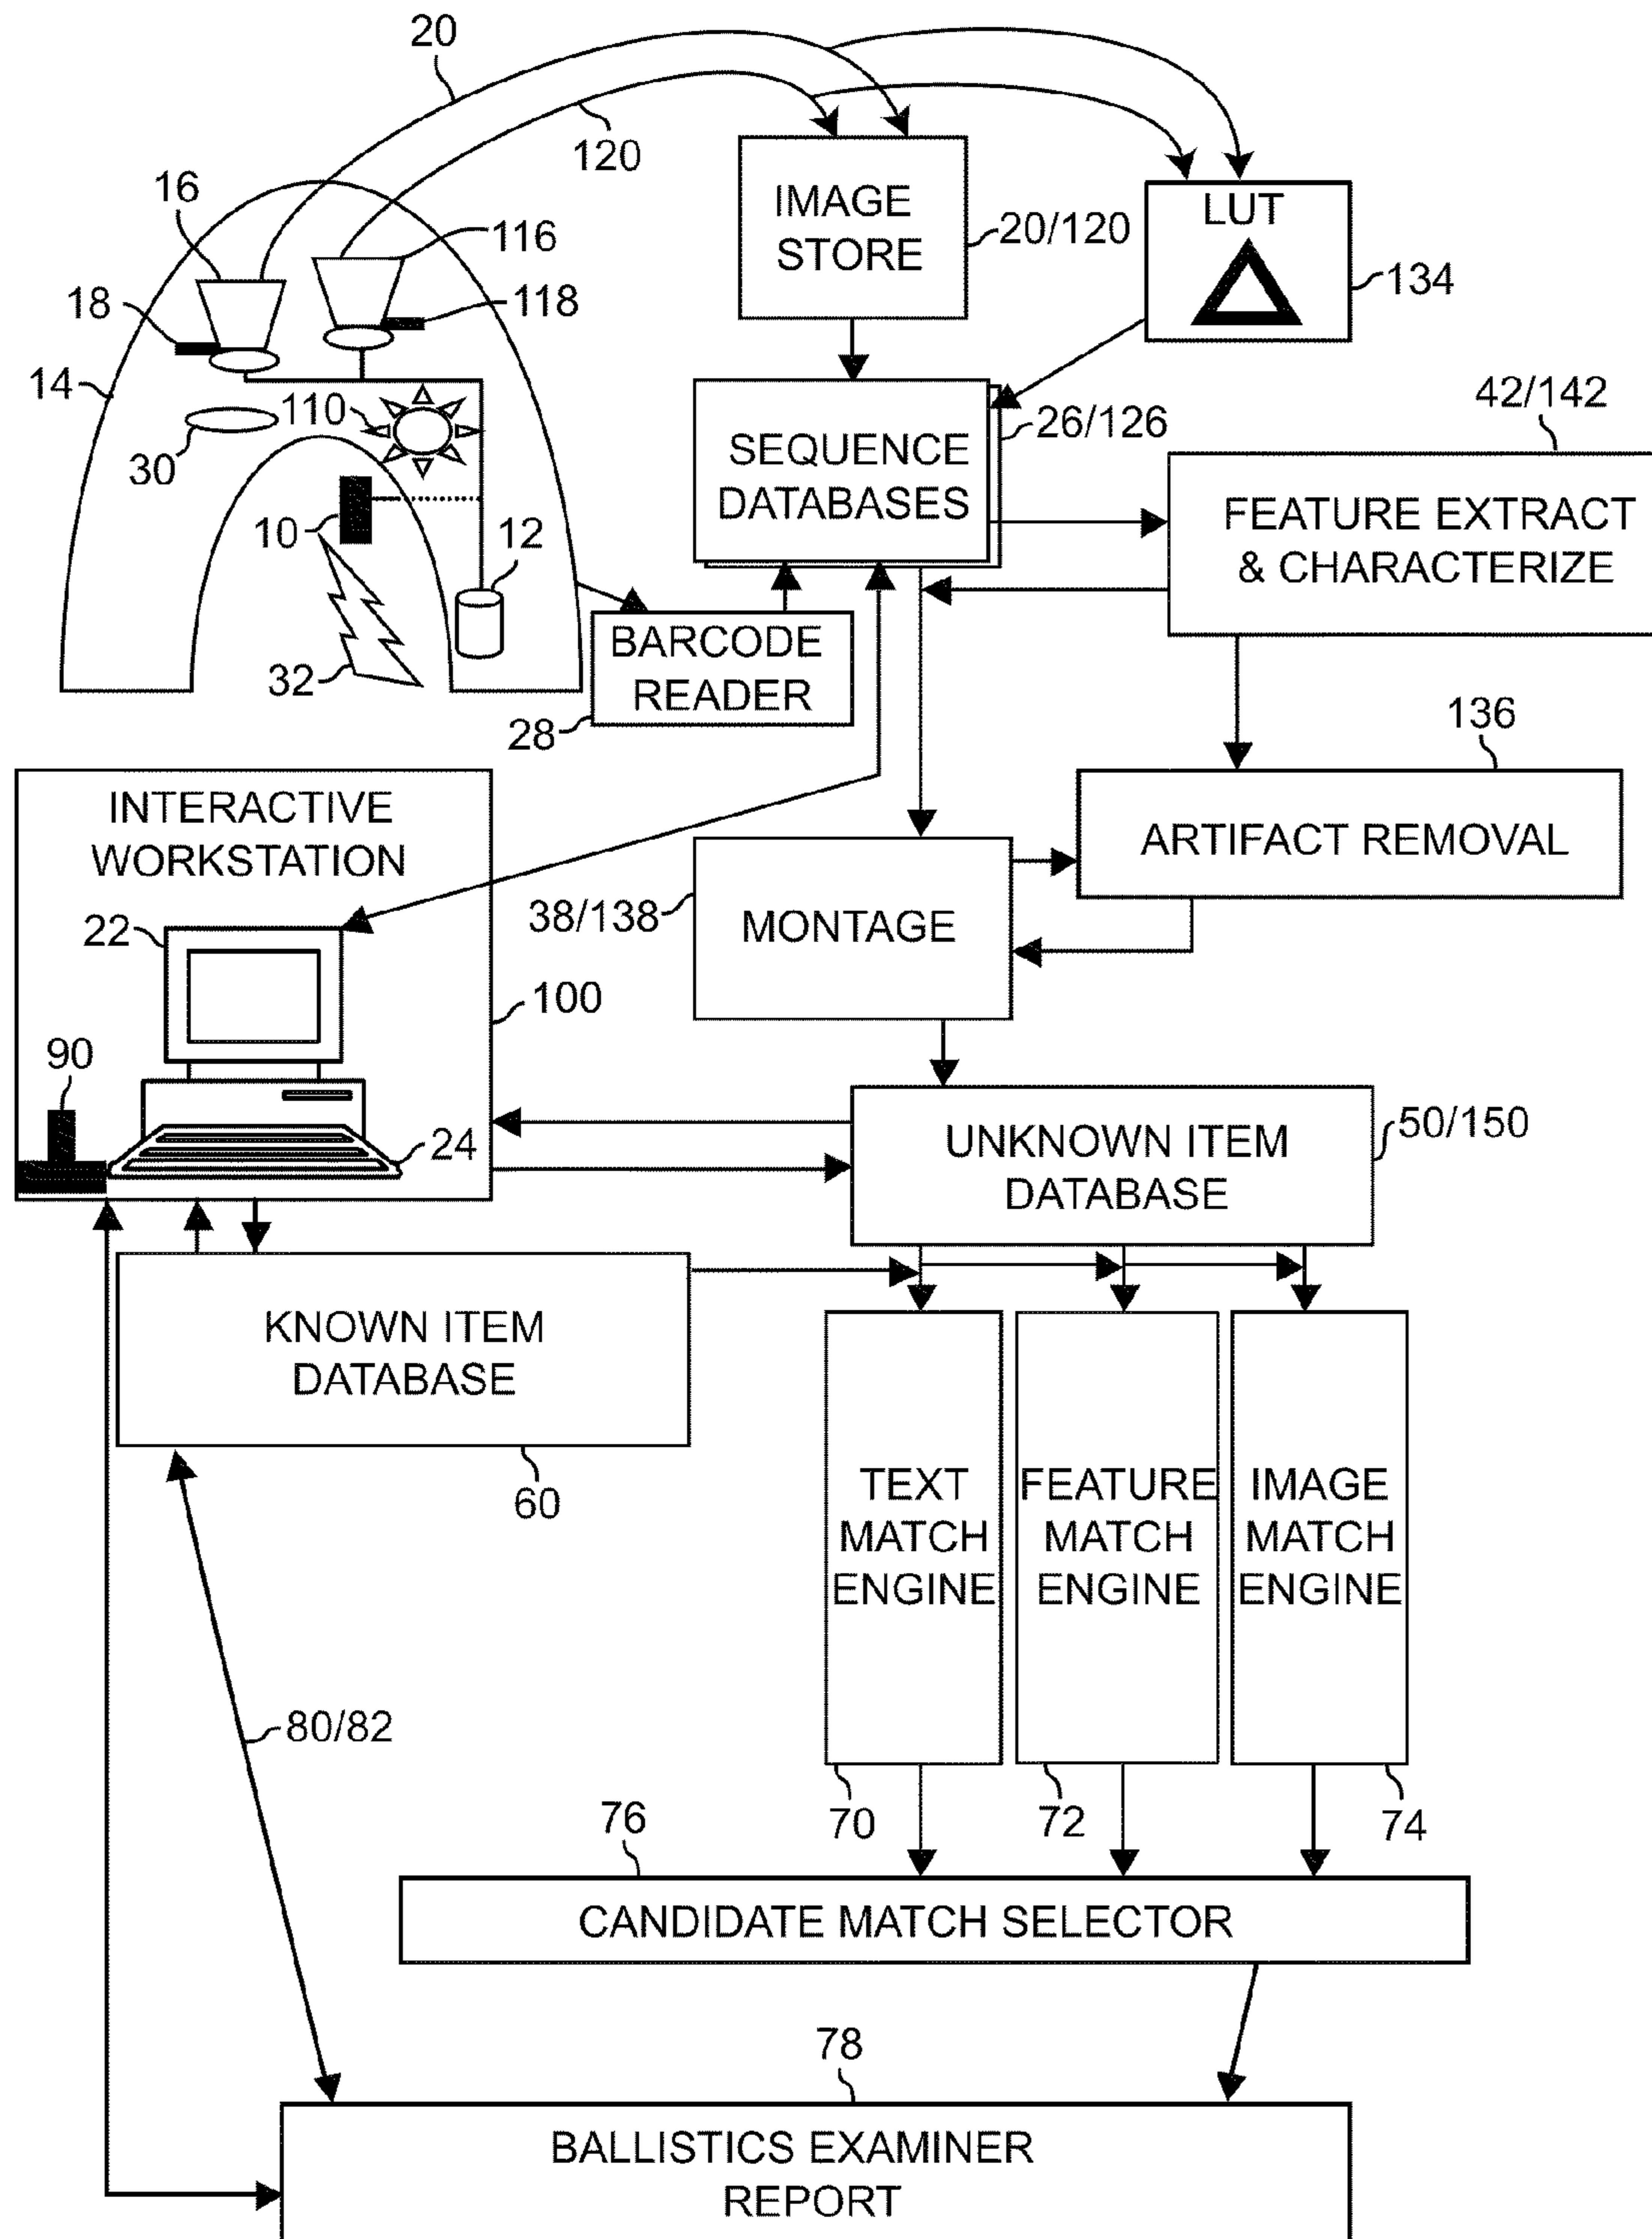 20
120
16
116
IMAGE
STORE
20/120
LUT
134
18
118
14
110
30
SEQUENCE
DATABASES
26/126
42/142
FEATURE EXTRACT
& CHARACTERIZE
10
12
32
BARCODE
READER
28
136
ARTIFACT REMOVAL
INTERACTIVE
WORKSTATION
38/138
MONTAGE
22
100
90
24
UNKNOWN ITEM
DATABASE
50/150
KNOWN ITEM
DATABASE
60
TEXT
MATCH
ENGINE
FEATURE
MATCH
ENGINE
IMAGE
MATCH
ENGINE
80/82
70
72
74
76
CANDIDATE MATCH SELECTOR
78
BALLISTICS EXAMINER
REPORT